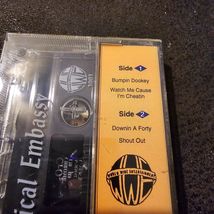 Side 1
Bumpin Dookey
Watch Me Cause
I'm Cheatin
Side 2
Downin A Forty
Shout Out
ical Embassy